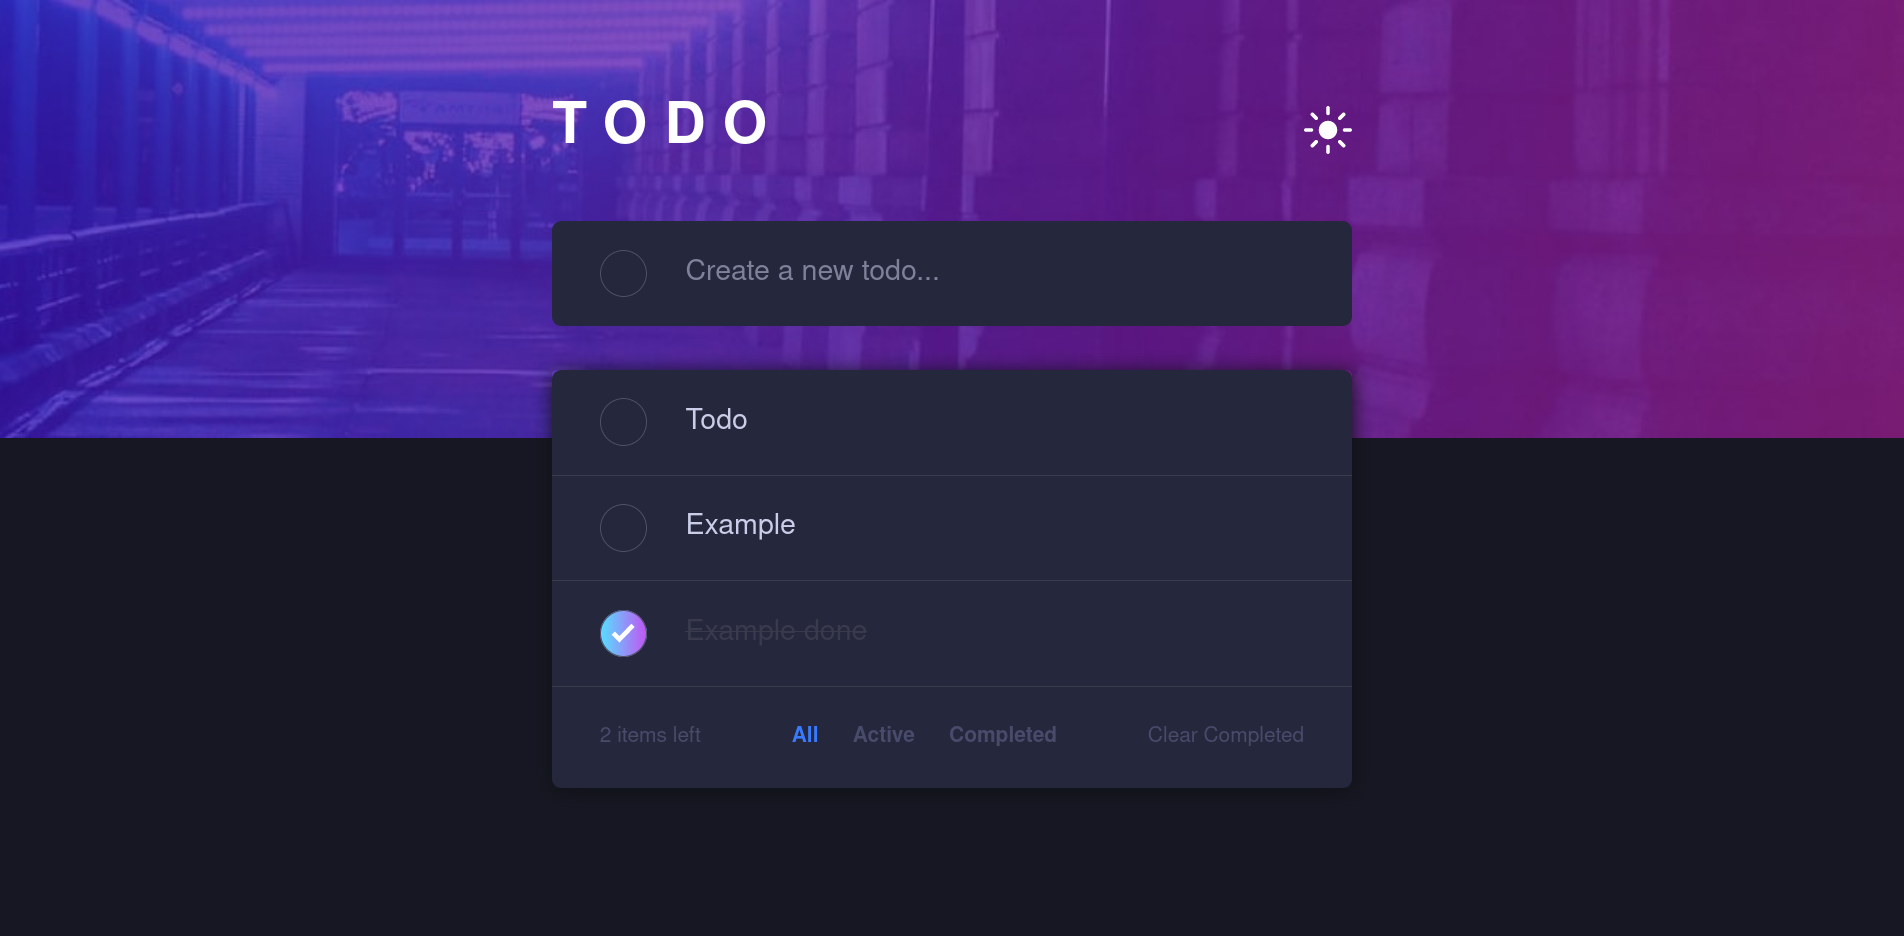 TODO
Create a new todo...
Todo
Example
Example done
2 items left All Active Completed Clear Completed